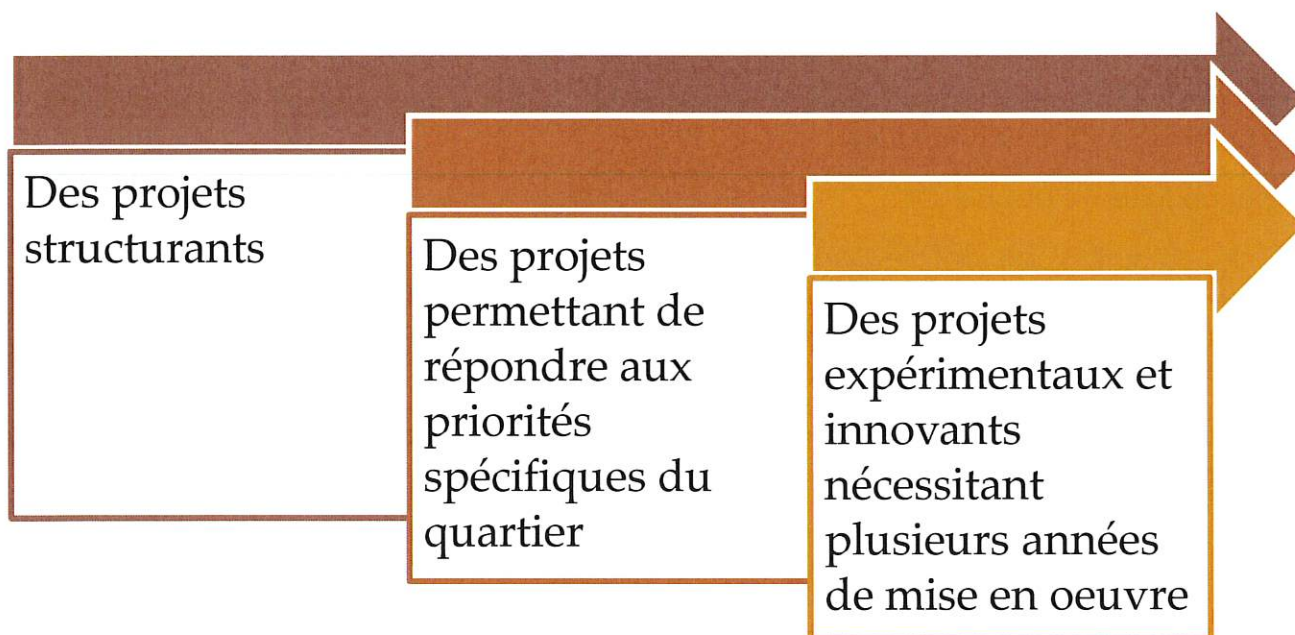 Des projets
structurants
Des projets
permettant de
répondre aux
priorités
spécifiques du
quartier
Des projets
expérimentaux et
innovants
nécessitant
plusieurs années
de mise en oeuvre